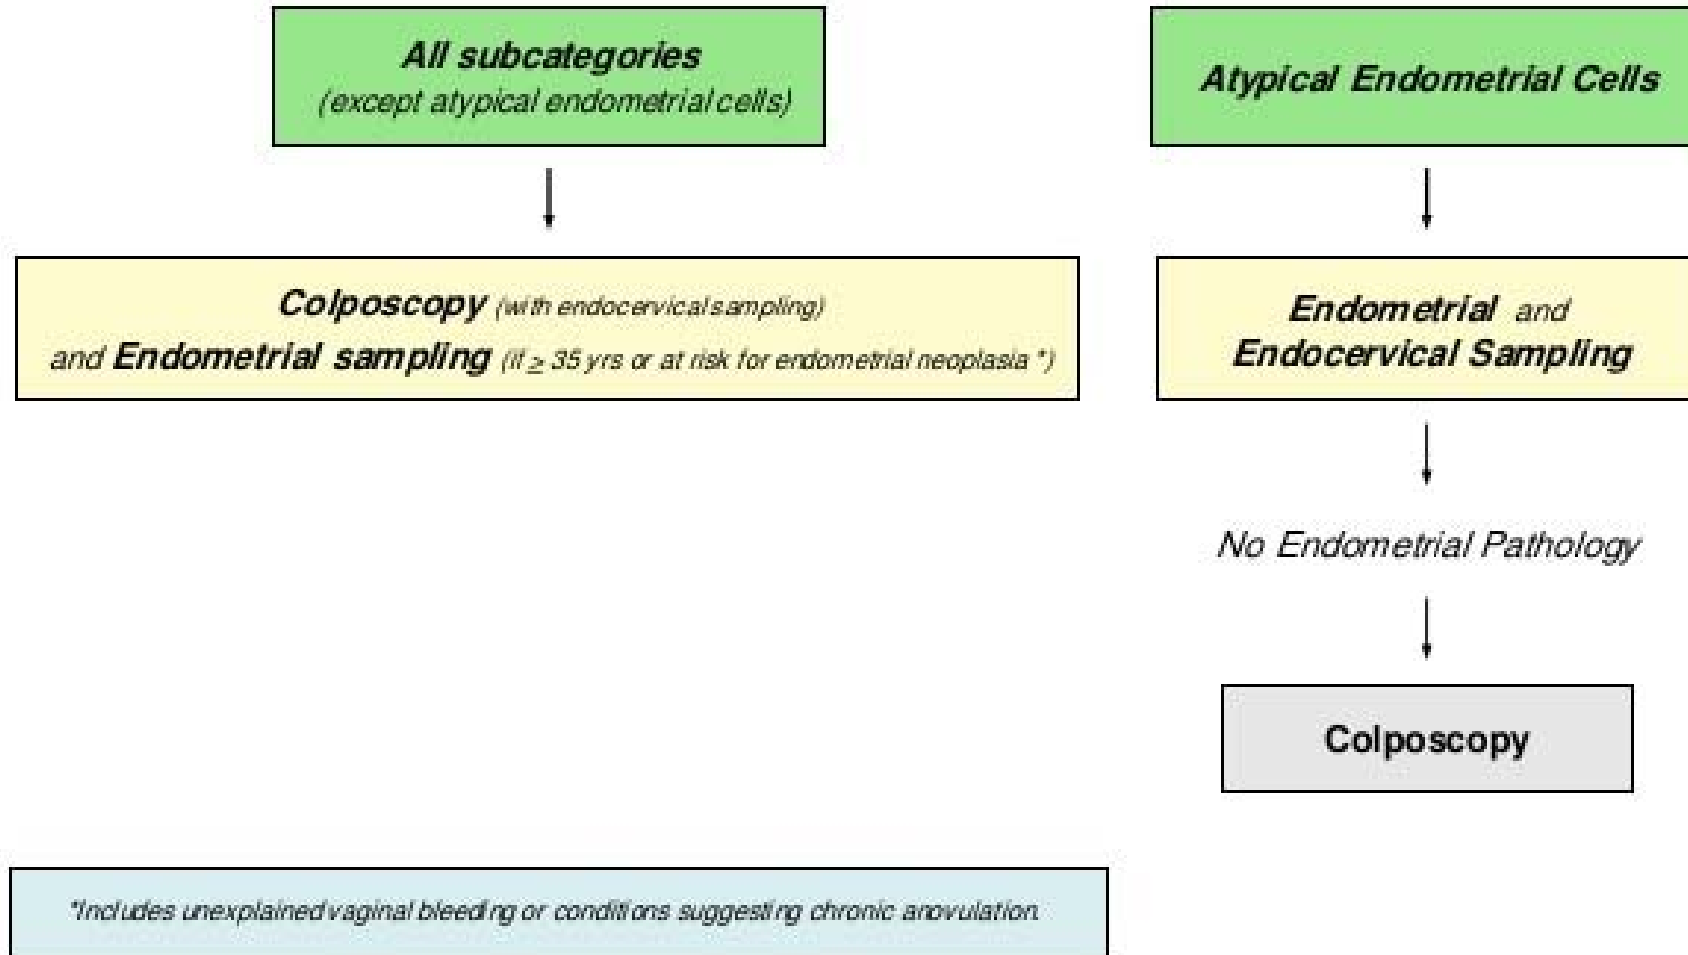 All subcategories
(except atypical endometrial cells)
Atypical Endometrial Cells
Colposcopy (with endocervical sampling)
and Endometrial sampling (if ≥ 35 yrs or at risk for endometrial neoplasia *)
Endometrial and
Endocervical Sampling
No Endometrial Pathology
Colposcopy
*Includes unexplained vaginal bleeding or conditions suggesting chronic anovulation.